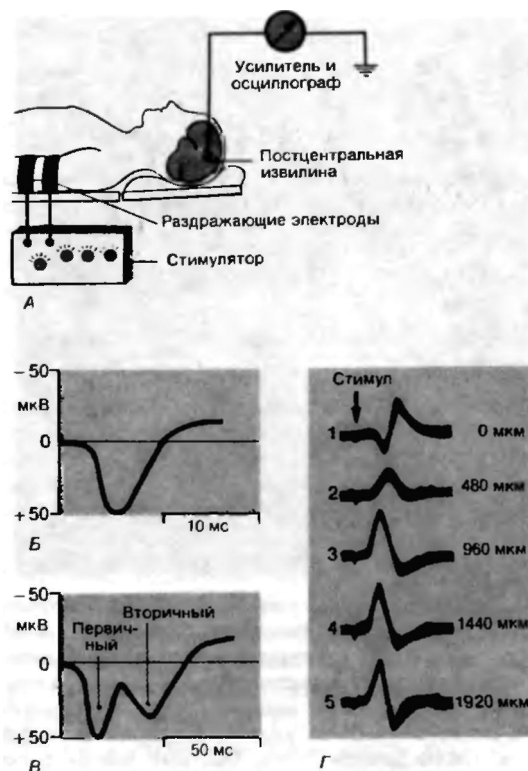 Усилитель и
осциллограф
Постцентральная
извилина
Раздражающие электроды
Стимулятор
А
− 50
мкВ
0
+ 50
10 мс
Б
− 50
мкВ
0
+ 50
Первич-
ный
Вторичный
50 мс
В
Стимул
1 0 мкм
2 480 мкм
3 960 мкм
4 1440 мкм
5 1920 мкм
Г